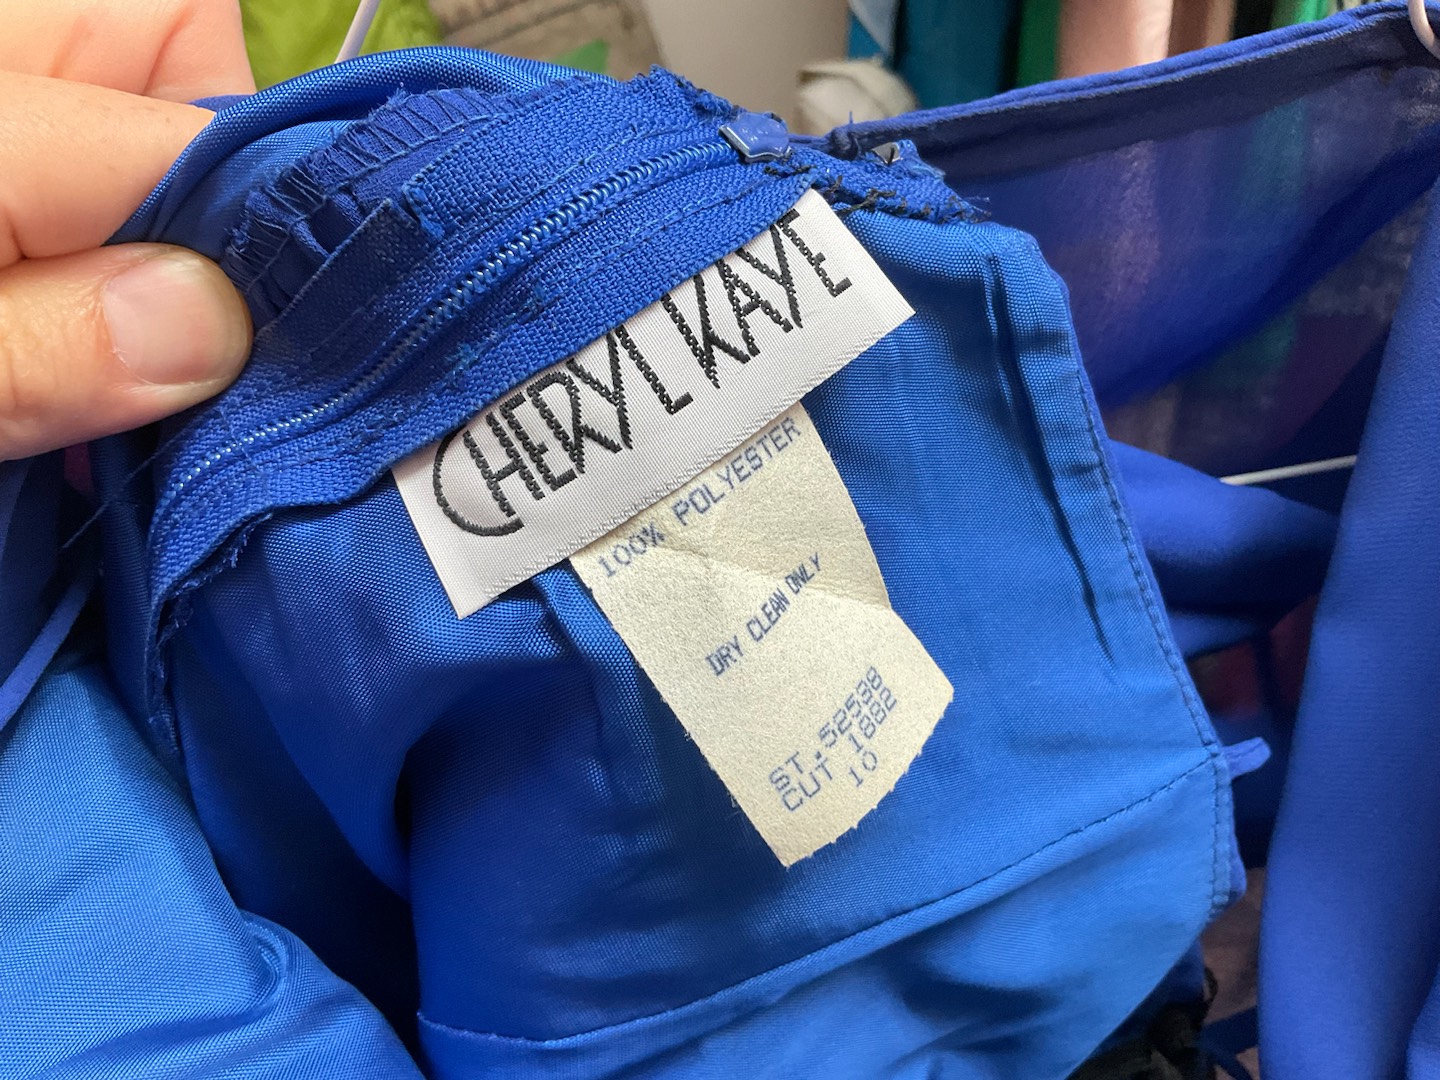 CHERYL KAYE
100% POLYESTER
DRY CLEAN ONLY
ST.52538
CUT 1882
10